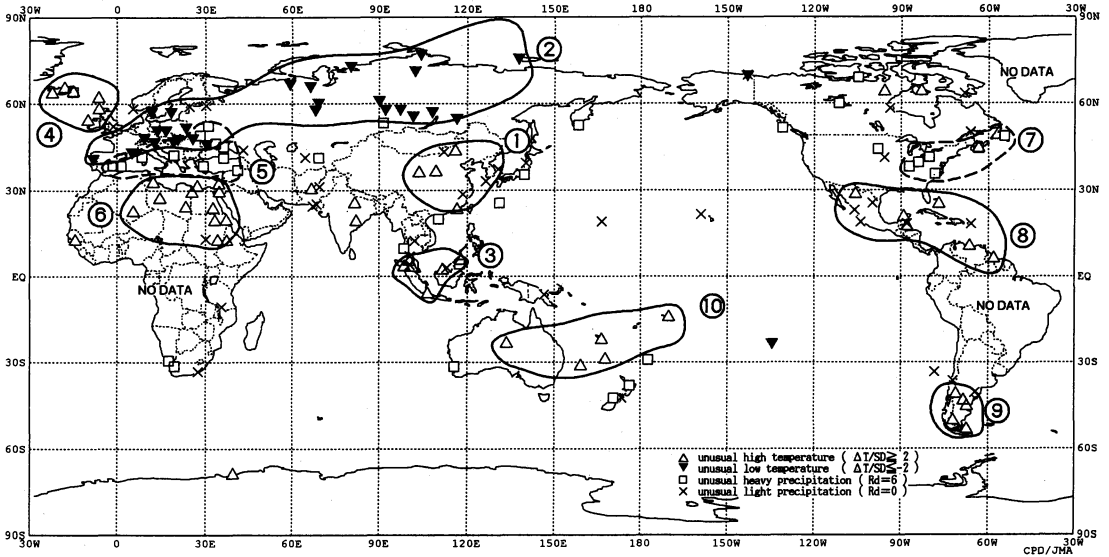 30W 0 30E 60E 90E 120E 150E 180 150W 120W 90W 60W 30W
90N 90N
②
NO DATA
60N 60N
④
① ⑦
⑤
30N 30N
⑥
⑧
③
EQ EQ
NO DATA NO DATA
⑩
30S 30S
⑨
60S 60S
△ unusual high temperature ( △T/SD≧ 2 )
▼ unusual low temperature ( △T/SD≦-2 )
□ unusual heavy precipitation ( Rd=6 )
× unusual light precipitation ( Rd=0 )
90S 90S
30W 0 30E 60E 90E 120E 150E 180 150W 120W 90W 60W 30W
CPD/JMA